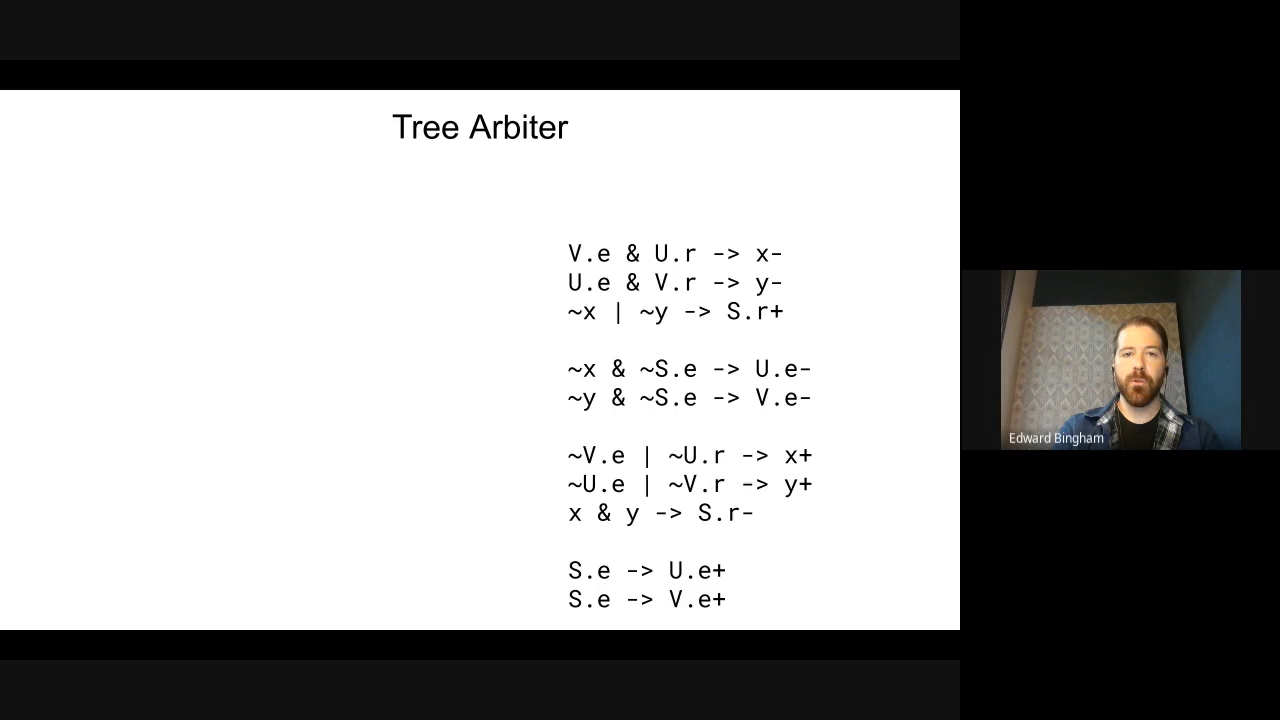 Tree Arbiter
V.e & U.r -> x-
U.e & V.r -> y-
~x | ~y -> S.r+
~x & ~S.e -> U.e-
~y & ~S.e -> V.e-
~V.e | ~U.r -> x+
~U.e | ~V.r -> y+
x & y -> S.r-
S.e -> U.e+
S.e -> V.e+
Edward Bingham